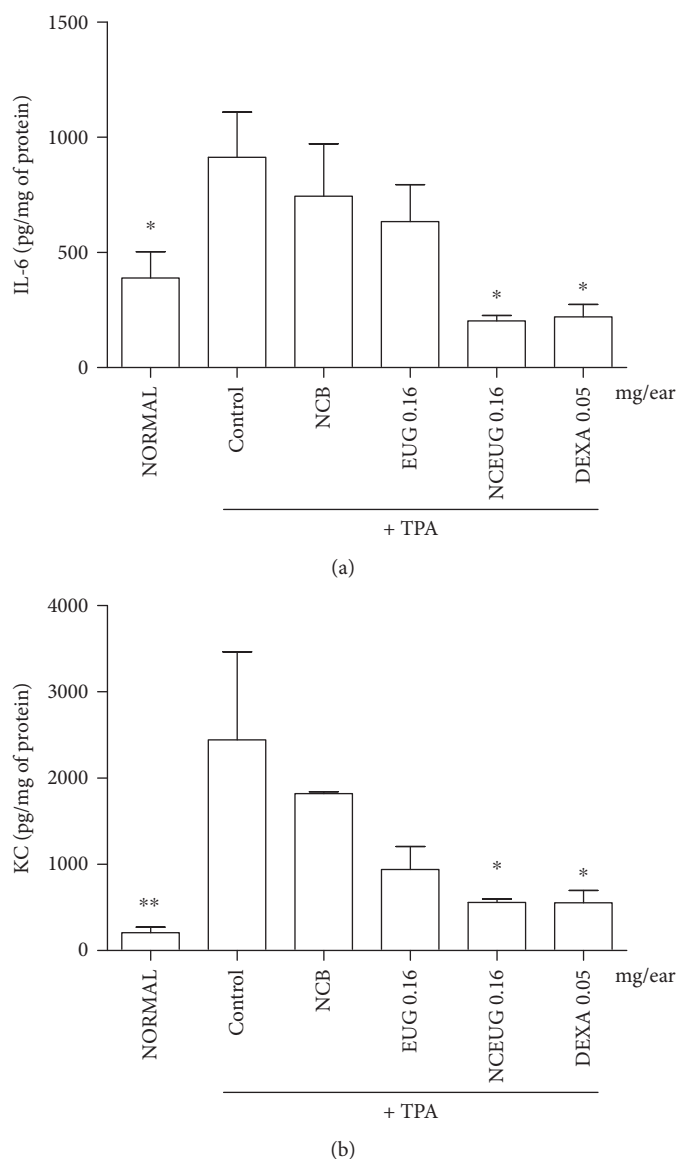 1500
1000
500
0
IL-6 (pg/mg of protein)
*
*
*
NORMAL
Control
NCB
EUG 0.16
NCEUG 0.16
DEXA 0.05
mg/ear
+ TPA
(a)
4000
3000
2000
1000
0
KC (pg/mg of protein)
**
*
*
NORMAL
Control
NCB
EUG 0.16
NCEUG 0.16
DEXA 0.05
mg/ear
+ TPA
(b)